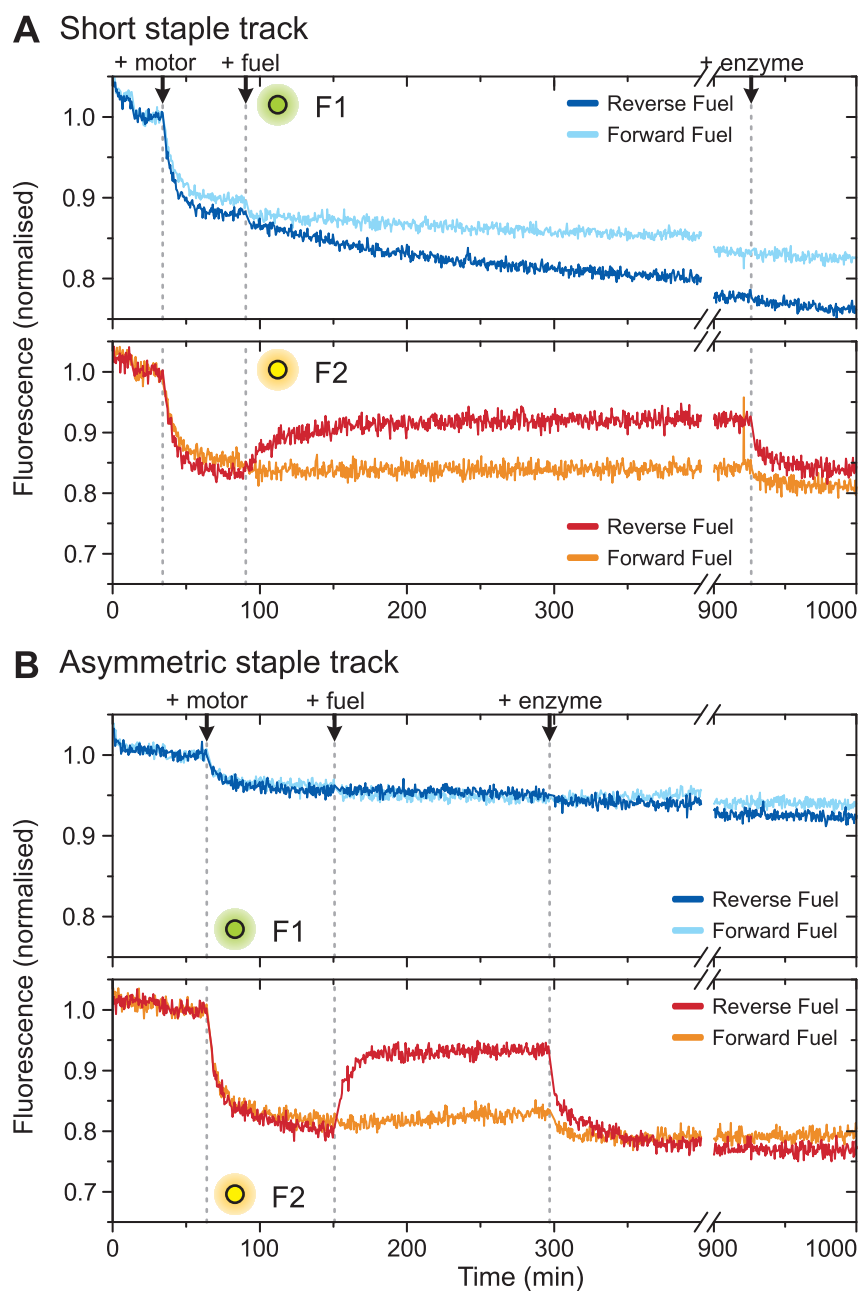 A Short staple track
+ motor + fuel + enzyme
F1
Reverse Fuel
Forward Fuel
1.0
0.9
0.8
Fluorescence (normalised)
F2
1.0
0.9
0.8
0.7
Reverse Fuel
Forward Fuel
0 100 200 300 900 1000
B Asymmetric staple track
+ motor + fuel + enzyme
1.0
0.9
0.8
F1
Reverse Fuel
Forward Fuel
Fluorescence (normalised)
Reverse Fuel
Forward Fuel
1.0
0.9
0.8
0.7
F2
0 100 200 300 900 1000
Time (min)